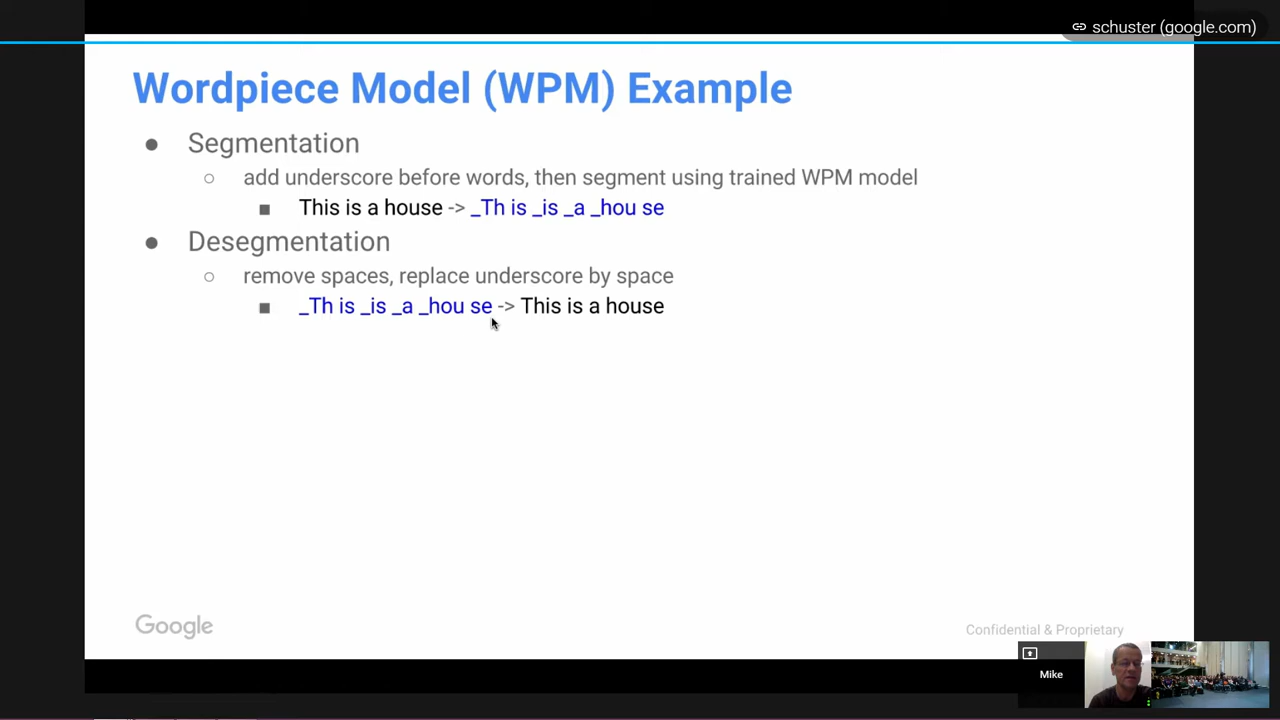 schuster (google.com)
Wordpiece Model (WPM) Example
● Segmentation
○ add underscore before words, then segment using trained WPM model
■ This is a house -> _Th is _is _a _hou se
● Desegmentation
○ remove spaces, replace underscore by space
■ _Th is _is _a _hou se -> This is a house
Google
Confidential & Proprietary
Mike